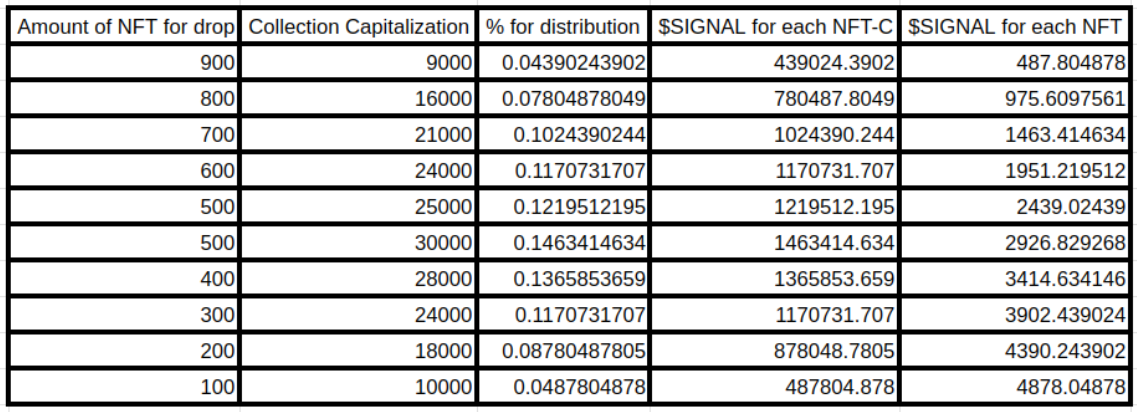 Amount of NFT for drop Collection Capitalization % for distribution $SIGNAL for each NFT-C $SIGNAL for each NFT
900 9000 0.04390243902 439024.3902 487.804878
800 16000 0.07804878049 780487.8049 975.6097561
700 21000 0.1024390244 1024390.244 1463.414634
600 24000 0.1170731707 1170731.707 1951.219512
500 25000 0.1219512195 1219512.195 2439.02439
500 30000 0.1463414634 1463414.634 2926.829268
400 28000 0.1365853659 1365853.659 3414.634146
300 24000 0.1170731707 1170731.707 3902.439024
200 18000 0.08780487805 878048.7805 4390.243902
100 10000 0.0487804878 487804.878 4878.04878